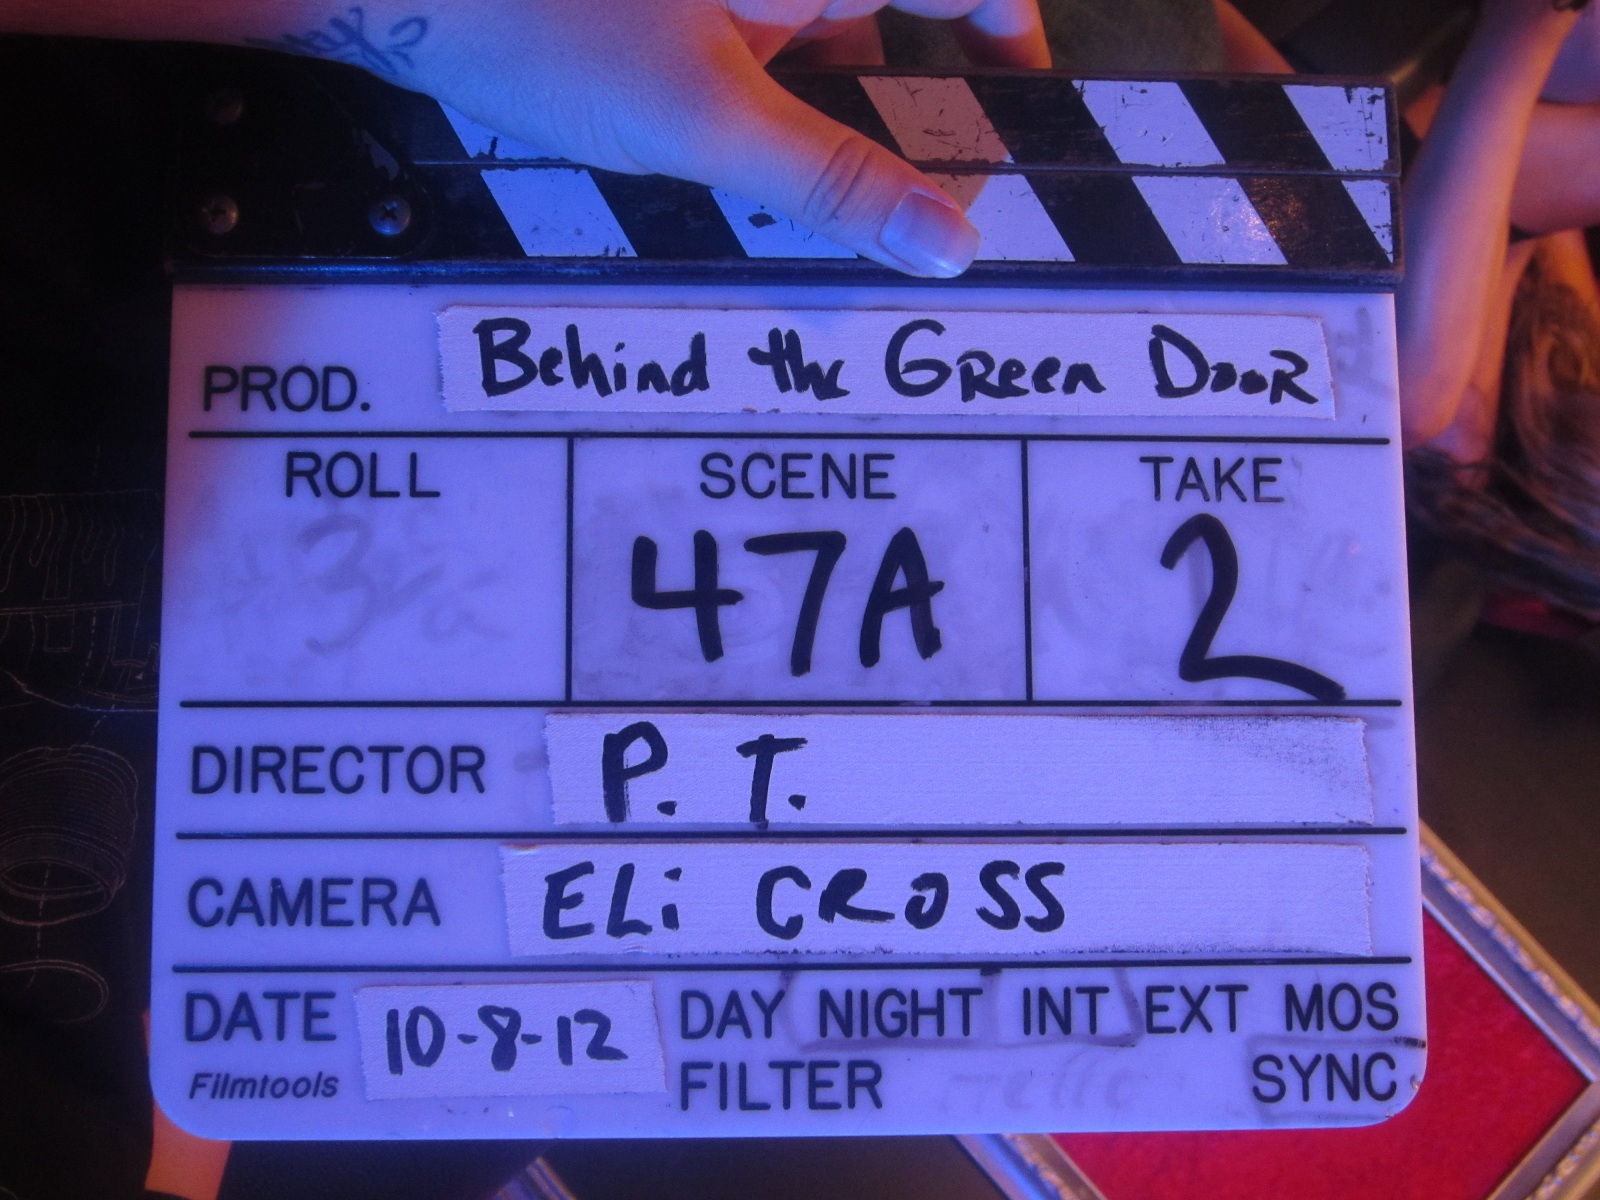 PROD. Behind the Green Door
ROLL SCENE TAKE
47A 2
DIRECTOR P. T.
CAMERA ELi CROSS
DATE 10-8-12 DAY NIGHT INT EXT MOS
Filmtools FILTER SYNC